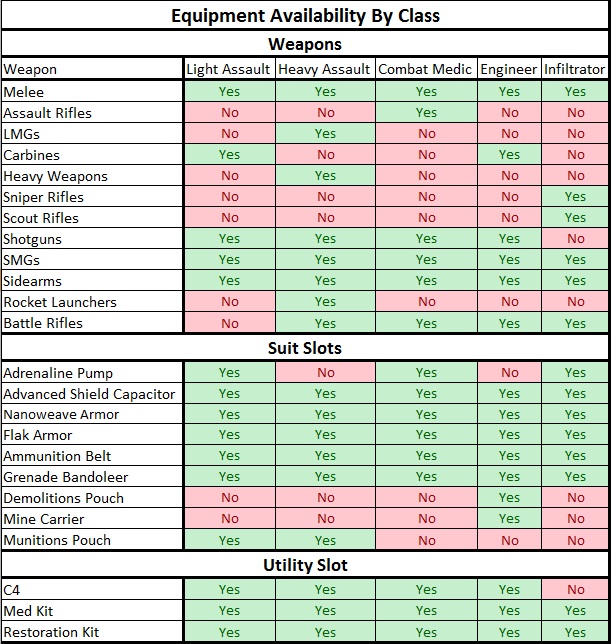 Equipment Availability By Class
Weapons
Weapon Light Assault Heavy Assault Combat Medic Engineer Infiltrator
Melee Yes Yes Yes Yes Yes
Assault Rifles No No Yes No No
LMGs No Yes No No No
Carbines Yes No No Yes No
Heavy Weapons No Yes No No No
Sniper Rifles No No No No Yes
Scout Rifles No No No No Yes
Shotguns Yes Yes Yes Yes No
SMGs Yes Yes Yes Yes Yes
Sidearms Yes Yes Yes Yes Yes
Rocket Launchers No Yes No No No
Battle Rifles No Yes Yes Yes Yes
Suit Slots
Adrenaline Pump Yes No Yes No Yes
Advanced Shield Capacitor Yes Yes Yes Yes Yes
Nanoweave Armor Yes Yes Yes Yes Yes
Flak Armor Yes Yes Yes Yes Yes
Ammunition Belt Yes Yes Yes Yes Yes
Grenade Bandoleer Yes Yes Yes Yes Yes
Demolitions Pouch No No No Yes No
Mine Carrier No No No Yes No
Munitions Pouch Yes Yes No No No
Utility Slot
C4 Yes Yes Yes Yes No
Med Kit Yes Yes Yes Yes Yes
Restoration Kit Yes Yes Yes Yes Yes